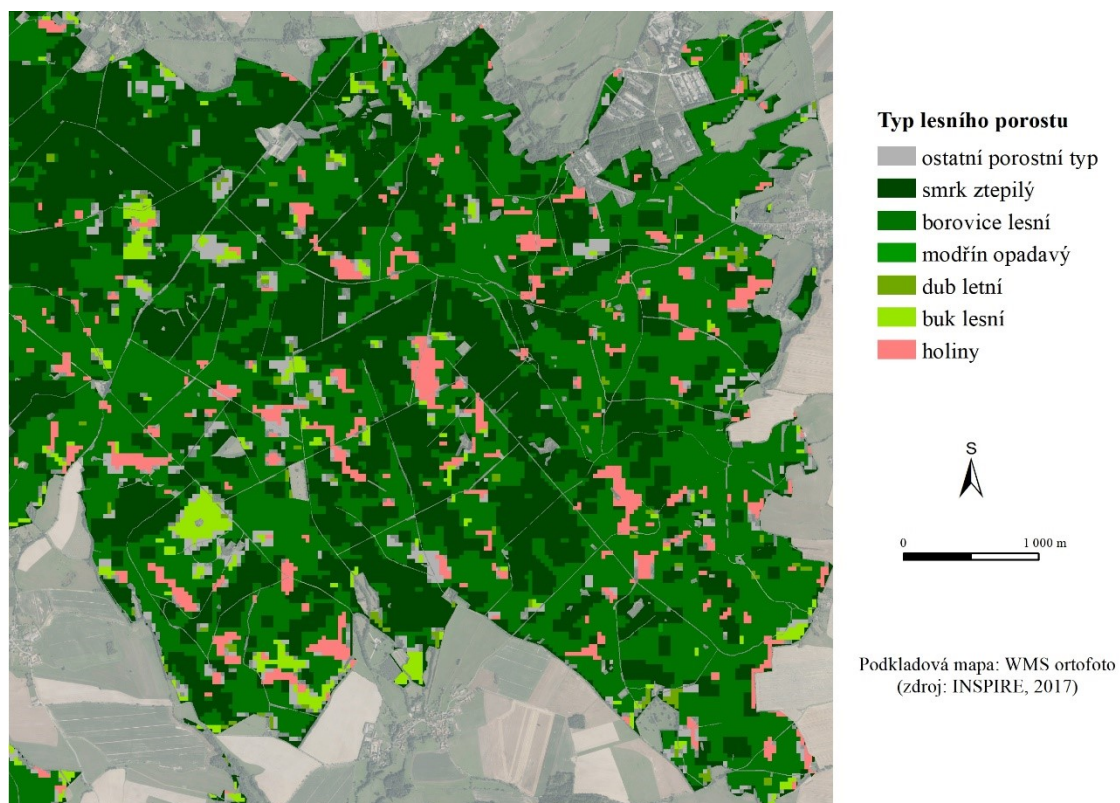 Typ lesního porostu
ostatní porostní typ
smrk ztepilý
borovice lesní
modřín opadavý
dub letní
buk lesní
holiny
S
0 1 000 m
Podkladová mapa: WMS ortofoto
(zdroj: INSPIRE, 2017)